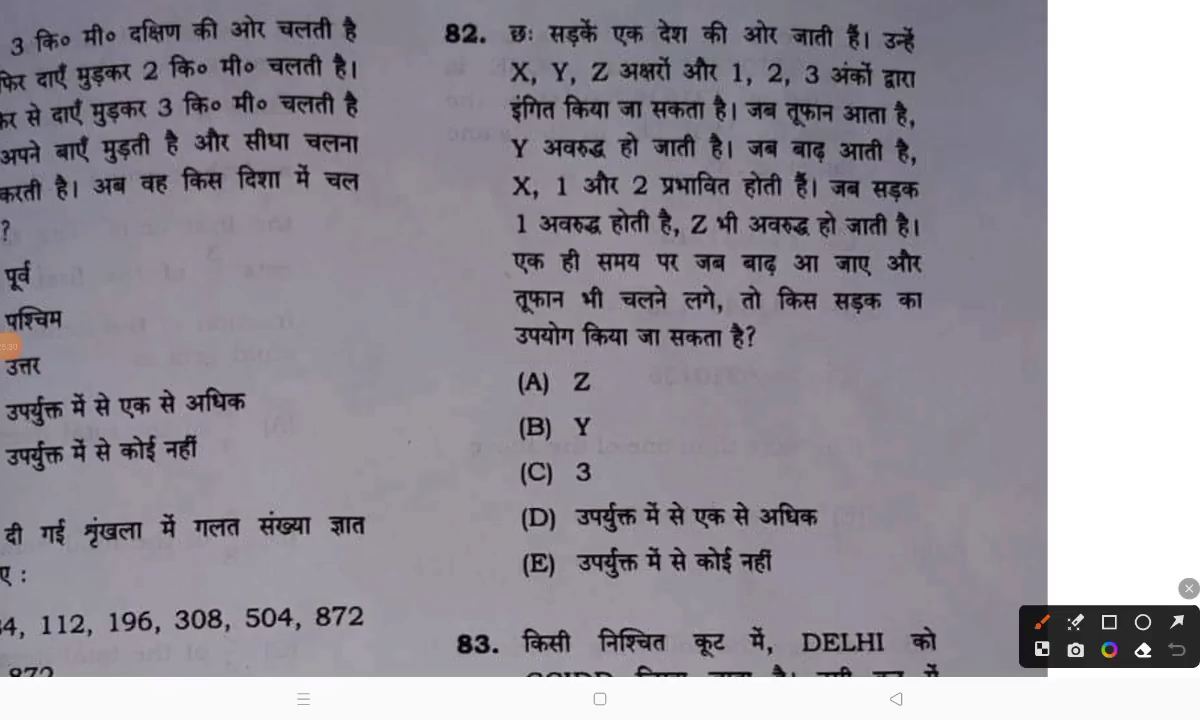 3 कि० मी० दक्षिण की ओर चलती है
फिर दाएँ मुड़कर 2 कि० मी० चलती है।
से दाएँ मुड़कर 3 कि० मी० चलती है
अपने बाएँ मुड़ती है और सीधा चलना
करती है। अब वह किस दिशा में चल
?
पूर्व
पश्चिम
उत्तर
उपर्युक्त में से एक से अधिक
उपर्युक्त में से कोई नहीं
दी गई शृंखला में गलत संख्या ज्ञात
:
112, 196, 308, 504, 872
872
82. छः सड़कें एक देश की ओर जाती हैं। उन्हें
X, Y, Z अक्षरों और 1, 2, 3 अंकों द्वारा
इंगित किया जा सकता है। जब तूफान आता है,
Y अवरुद्ध हो जाती है। जब बाढ़ आती है,
X, 1 और 2 प्रभावित होती हैं। जब सड़क
1 अवरुद्ध होती है, Z भी अवरुद्ध हो जाती है।
एक ही समय पर जब बाढ़ आ जाए और
तूफान भी चलने लगे, तो किस सड़क का
उपयोग किया जा सकता है?
(A) Z
(B) Y
(C) 3
(D) उपर्युक्त में से एक से अधिक
(E) उपर्युक्त में से कोई नहीं
83. किसी निश्चित कूट में, DELHI को